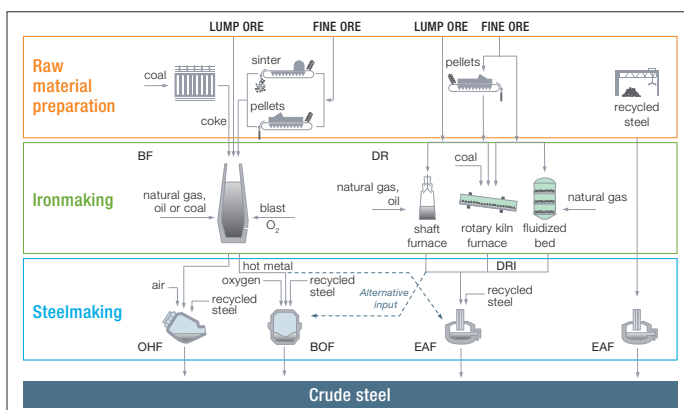 LUMP ORE
FINE ORE
LUMP ORE
FINE ORE
Raw
material
preparation
coal
sinter
pellets
coke
pellets
recycled
steel
Ironmaking
BF
natural gas,
oil or coal
blast
O₂
DR
coal
natural gas,
oil
shaft
furnace
rotary kiln
furnace
fluidized
bed
natural gas
Steelmaking
hot metal
air
oxygen
recycled
steel
recycled
steel
Alternative
input
DRI
recycled
steel
OHF
BOF
EAF
EAF
Crude steel